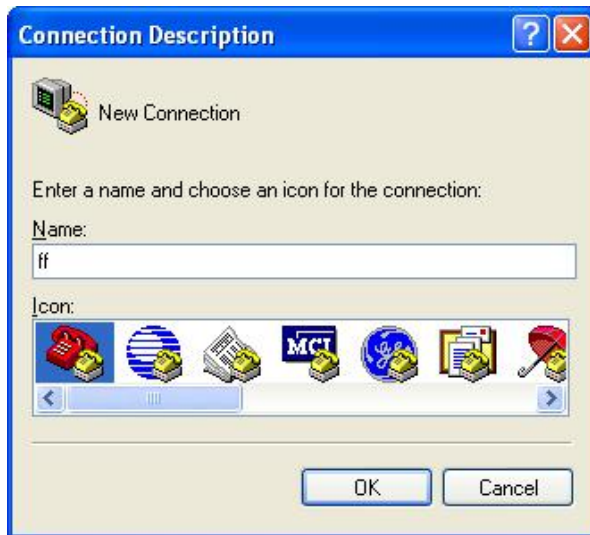 Connection Description
New Connection
Enter a name and choose an icon for the connection:
Name:
ff
Icon:
MCI
OK
Cancel